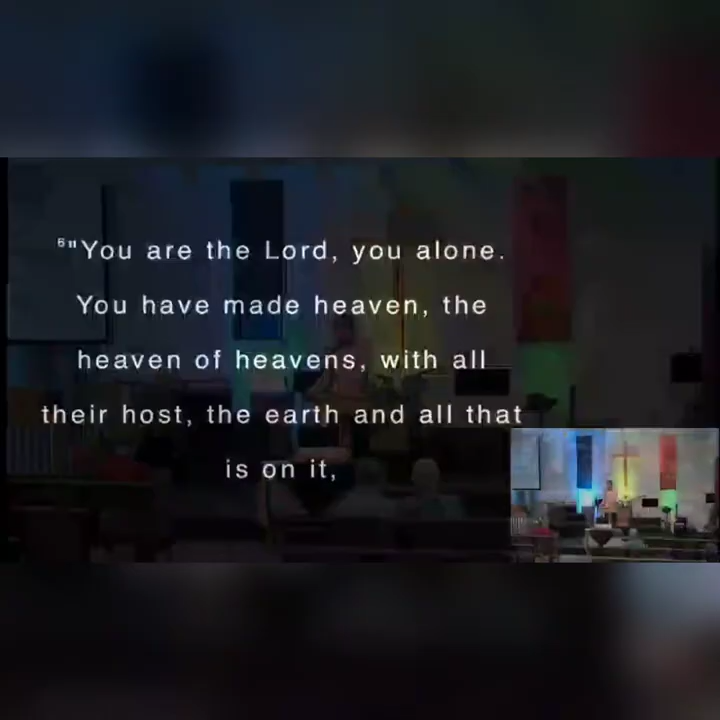 ⁶"You are the Lord, you alone.
You have made heaven, the
heaven of heavens, with all
their host, the earth and all that
is on it,